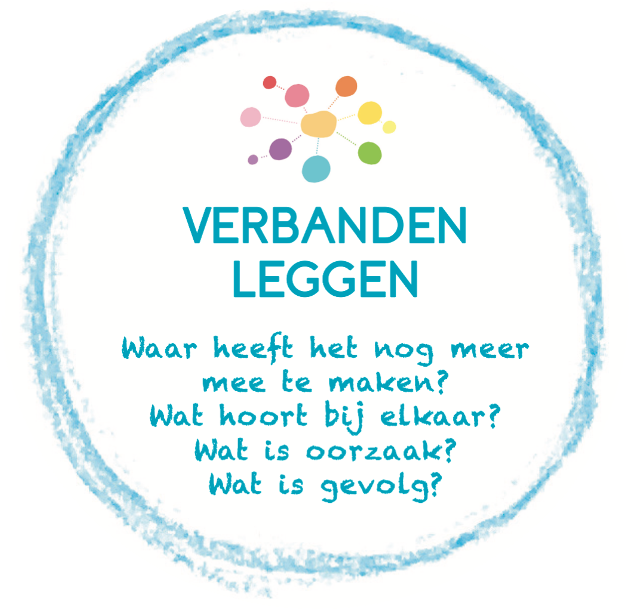 VERBANDEN
LEGGEN
Waar heeft het nog meer
mee te maken?
Wat hoort bij elkaar?
Wat is oorzaak?
Wat is gevolg?